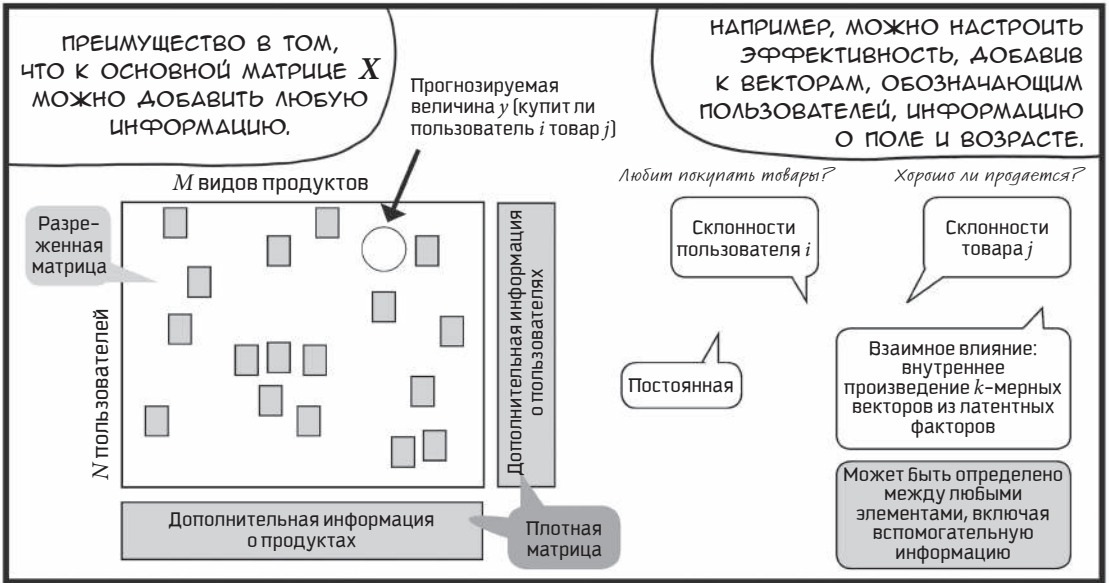 ПРЕИМУЩЕСТВО В ТОМ,
ЧТО К ОСНОВНОЙ МАТРИЦЕ X
МОЖНО ДОБАВИТЬ ЛЮБУЮ
ИНФОРМАЦИЮ.
Прогнозируемая
величина y (купит ли
пользователь i товар j)
НАПРИМЕР, МОЖНО НАСТРОИТЬ
ЭФФЕКТИВНОСТЬ, ДОБАВИВ
К ВЕКТОРАМ, ОБОЗНАЧАЮЩИМ
ПОЛЬЗОВАТЕЛЕЙ, ИНФОРМАЦИЮ
О ПОЛЕ И ВОЗРАСТЕ.
M видов продуктов
Разре-
женная
матрица
N пользователей
Дополнительная информация
о пользователях
Дополнительная информация
о продуктах
Плотная
матрица
Любит покупать товары?
Хорошо ли продается?
Склонности
пользователя i
Склонности
товара j
Постоянная
Взаимное влияние:
внутреннее
произведение k-мерных
векторов из латентных
факторов
Может быть определено
между любыми
элементами, включая
вспомогательную
информацию